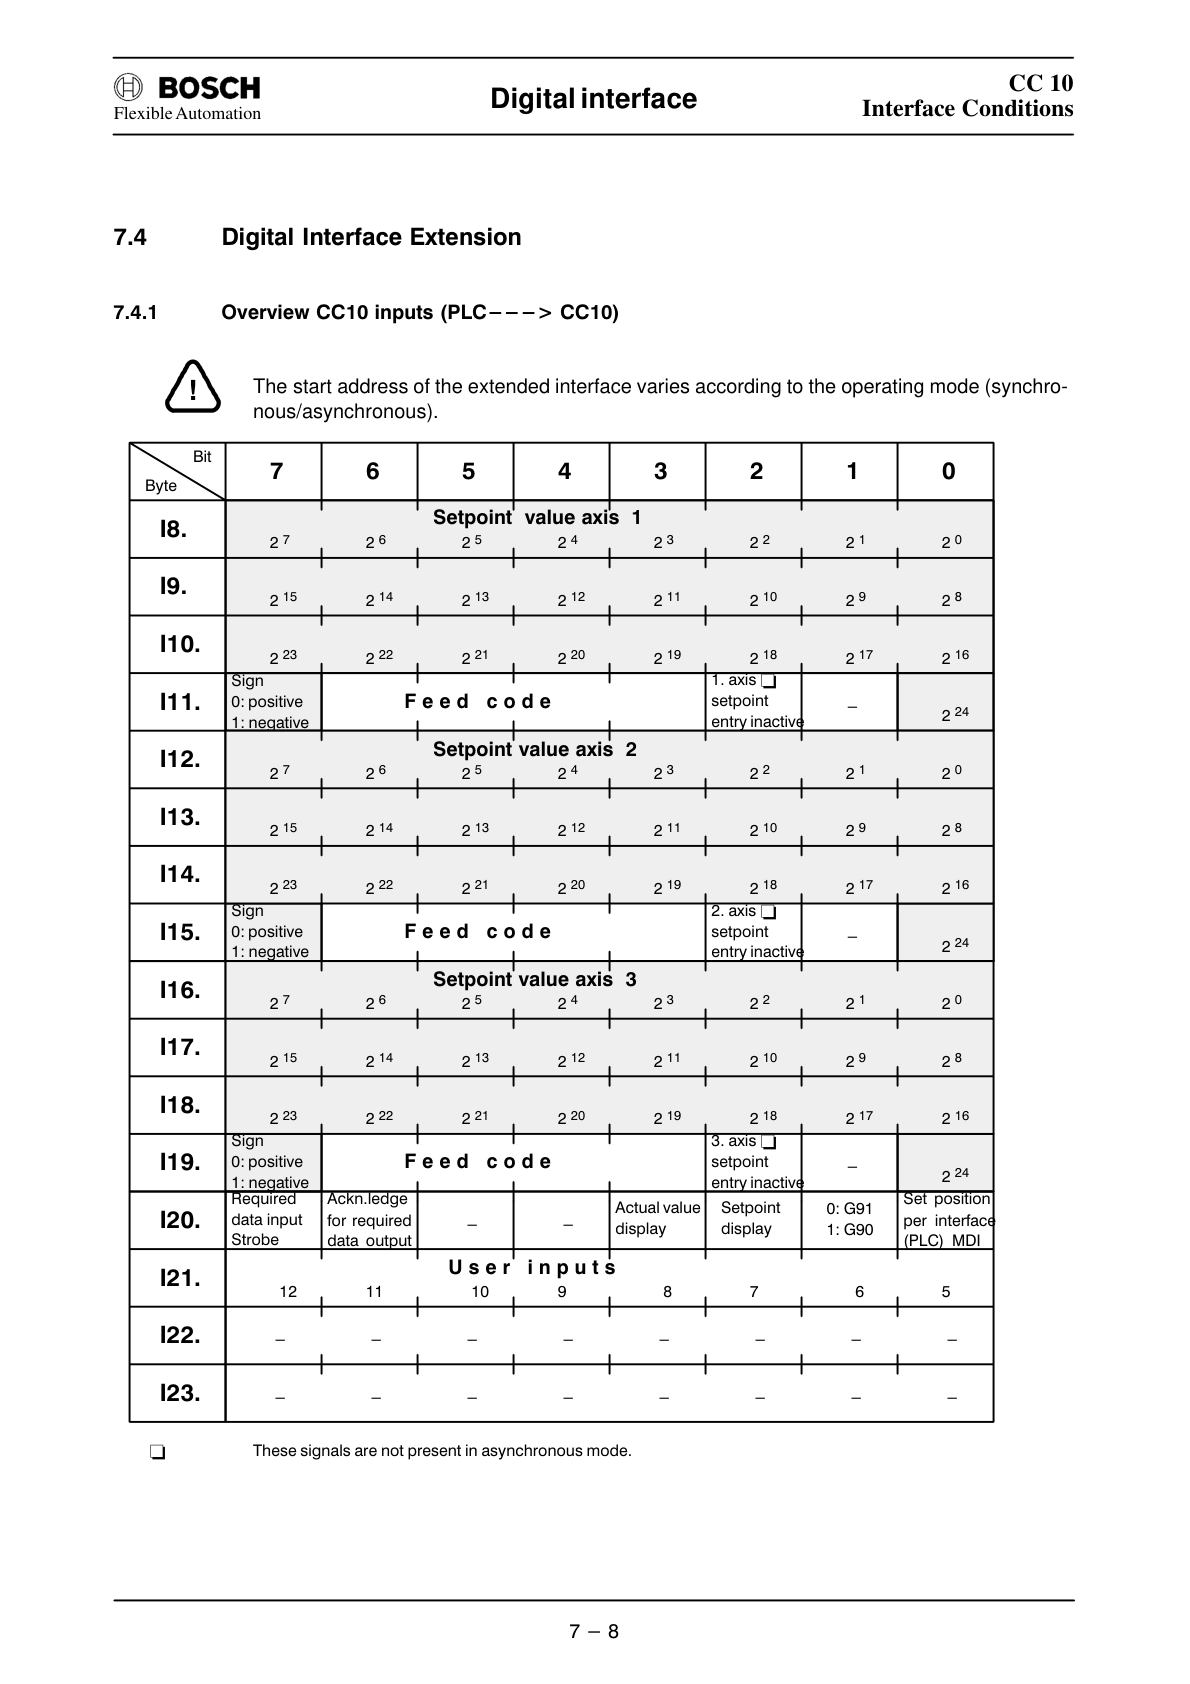 BOSCH
Flexible Automation
Digital interface
CC 10
Interface Conditions
7.4 Digital Interface Extension
7.4.1 Overview CC10 inputs (PLC−−−> CC10)
!
The start address of the extended interface varies according to the operating mode (synchro-
nous/asynchronous).
Bit
Byte
7 6 5 4 3 2 1 0
I8.
Setpoint value axis 1
2 7 2 6 2 5 2 4 2 3 2 2 2 1 2 0
I9.
2 15 2 14 2 13 2 12 2 11 2 10 2 9 2 8
I10.
2 23 2 22 2 21 2 20 2 19 2 18 2 17 2 16
I11.
Sign
0: positive
1: negative
Feed code
1. axis ❏
setpoint
entry inactive
–
2 24
I12.
Setpoint value axis 2
2 7 2 6 2 5 2 4 2 3 2 2 2 1 2 0
I13.
2 15 2 14 2 13 2 12 2 11 2 10 2 9 2 8
I14.
2 23 2 22 2 21 2 20 2 19 2 18 2 17 2 16
I15.
Sign
0: positive
1: negative
Feed code
2. axis ❏
setpoint
entry inactive
–
2 24
I16.
Setpoint value axis 3
2 7 2 6 2 5 2 4 2 3 2 2 2 1 2 0
I17.
2 15 2 14 2 13 2 12 2 11 2 10 2 9 2 8
I18.
2 23 2 22 2 21 2 20 2 19 2 18 2 17 2 16
I19.
Sign
0: positive
1: negative
Feed code
3. axis ❏
setpoint
entry inactive
–
2 24
I20.
Required
data input
Strobe
Ackn.ledge
for required
data output
–
–
Actual value
display
Setpoint
display
0: G91
1: G90
Set position
per interface
(PLC) MDI
I21.
User inputs
12 11 10 9 8 7 6 5
I22.
– – – – – – – –
I23.
– – – – – – – –
❏ These signals are not present in asynchronous mode.
7 − 8